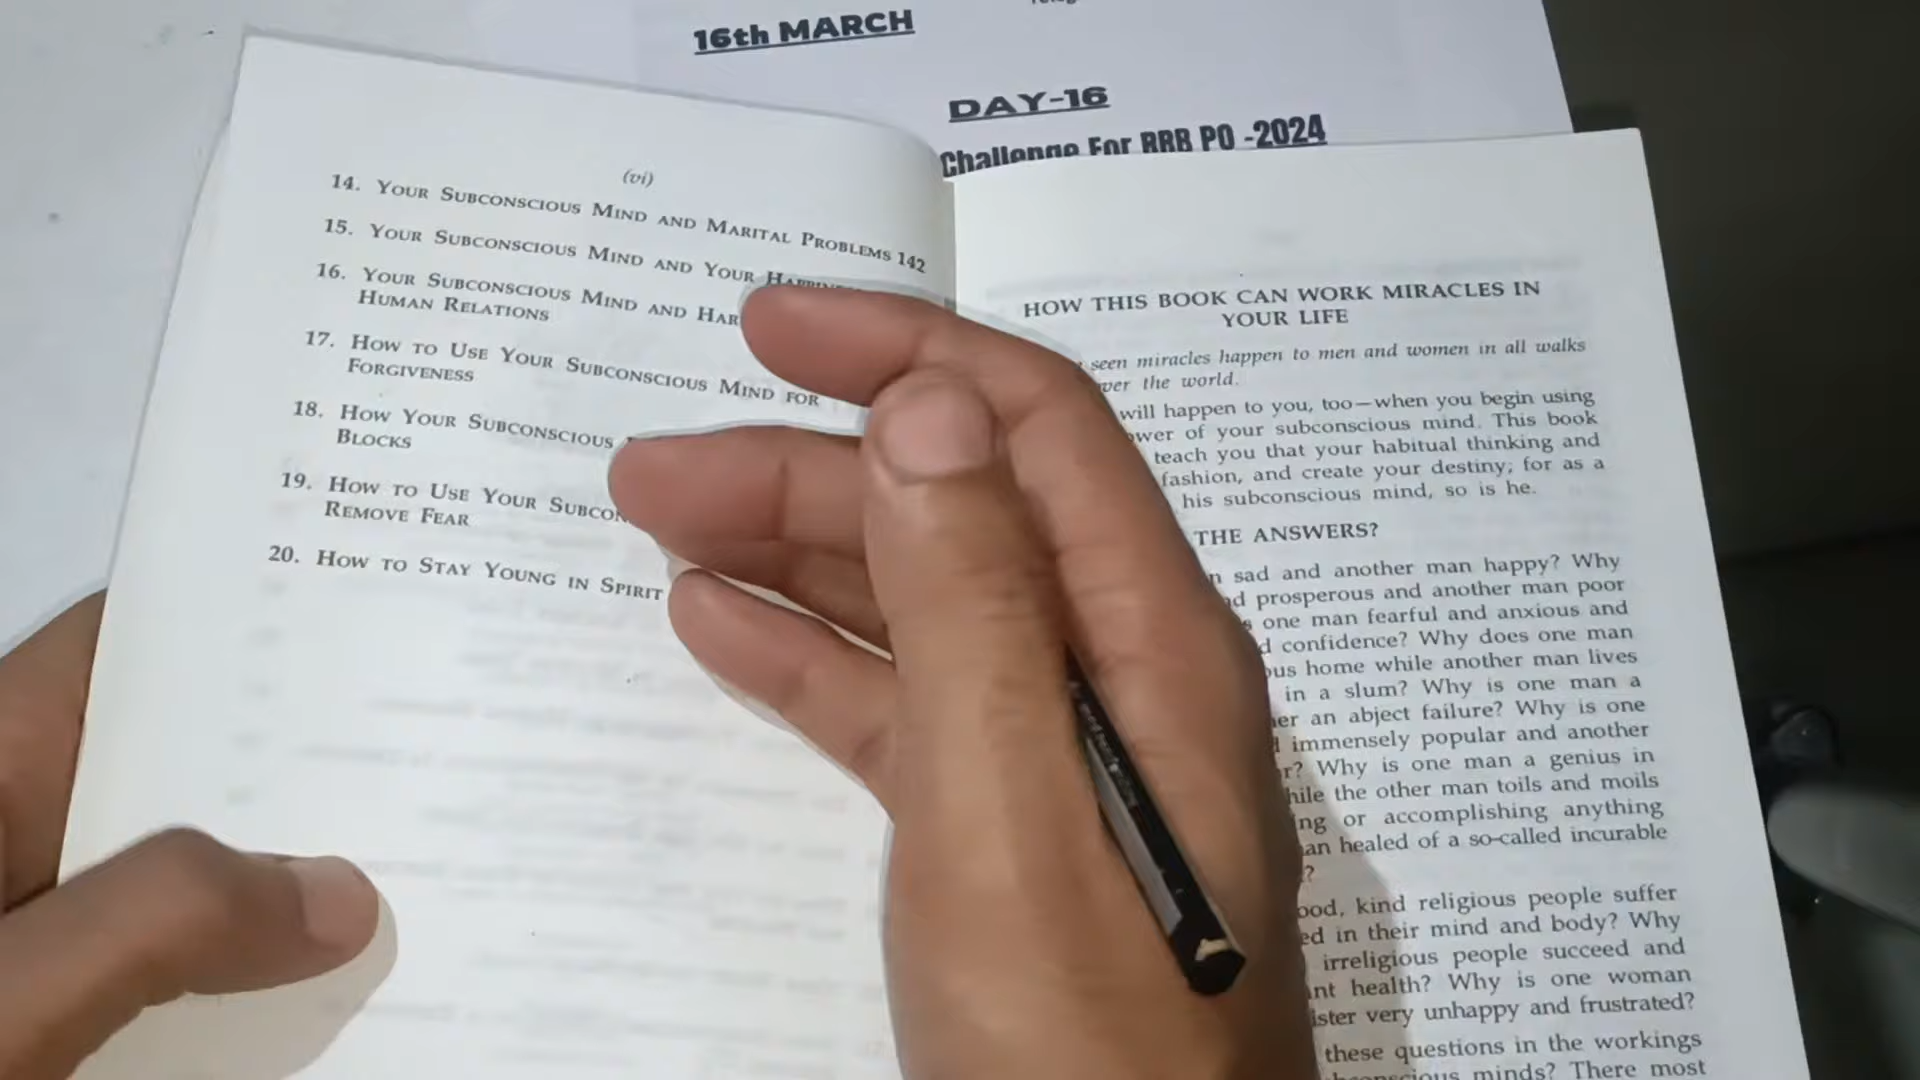 16th MARCH
DAY-16
Challenge For RRB PO -2024
(vi)
14. YOUR SUBCONSCIOUS MIND AND MARITAL PROBLEMS 142
15. YOUR SUBCONSCIOUS MIND AND YOUR
16. YOUR SUBCONSCIOUS MIND AND
HUMAN RELATIONS
17. HOW TO USE YOUR SUBCONSCIOUS MIND FOR
FORGIVENESS
18. HOW YOUR SUBCONSCIOUS
BLOCKS
19. HOW TO USE YOUR
REMOVE FEAR
20. HOW TO STAY YOUNG IN SPIRIT
HOW THIS BOOK CAN WORK MIRACLES IN
YOUR LIFE
seen miracles happen to men and women in all walks
the world.
will happen to you, too—when you begin using
of your subconscious mind. This book
teach you that your habitual thinking and
fashion, and create your destiny; for as a
his subconscious mind, so is he.
THE ANSWERS?
sad and another man happy? Why
prosperous and another man poor
one man fearful and anxious and
confidence? Why does one man
home while another man lives
in a slum? Why is one man a
an abject failure? Why is one
immensely popular and another
Why is one man a genius in
the other man toils and moils
or accomplishing anything
healed of a so-called incurable
?
kind religious people suffer
in their mind and body? Why
irreligious people succeed and
health? Why is one woman
very unhappy and frustrated?
these questions in the workings
minds? There most